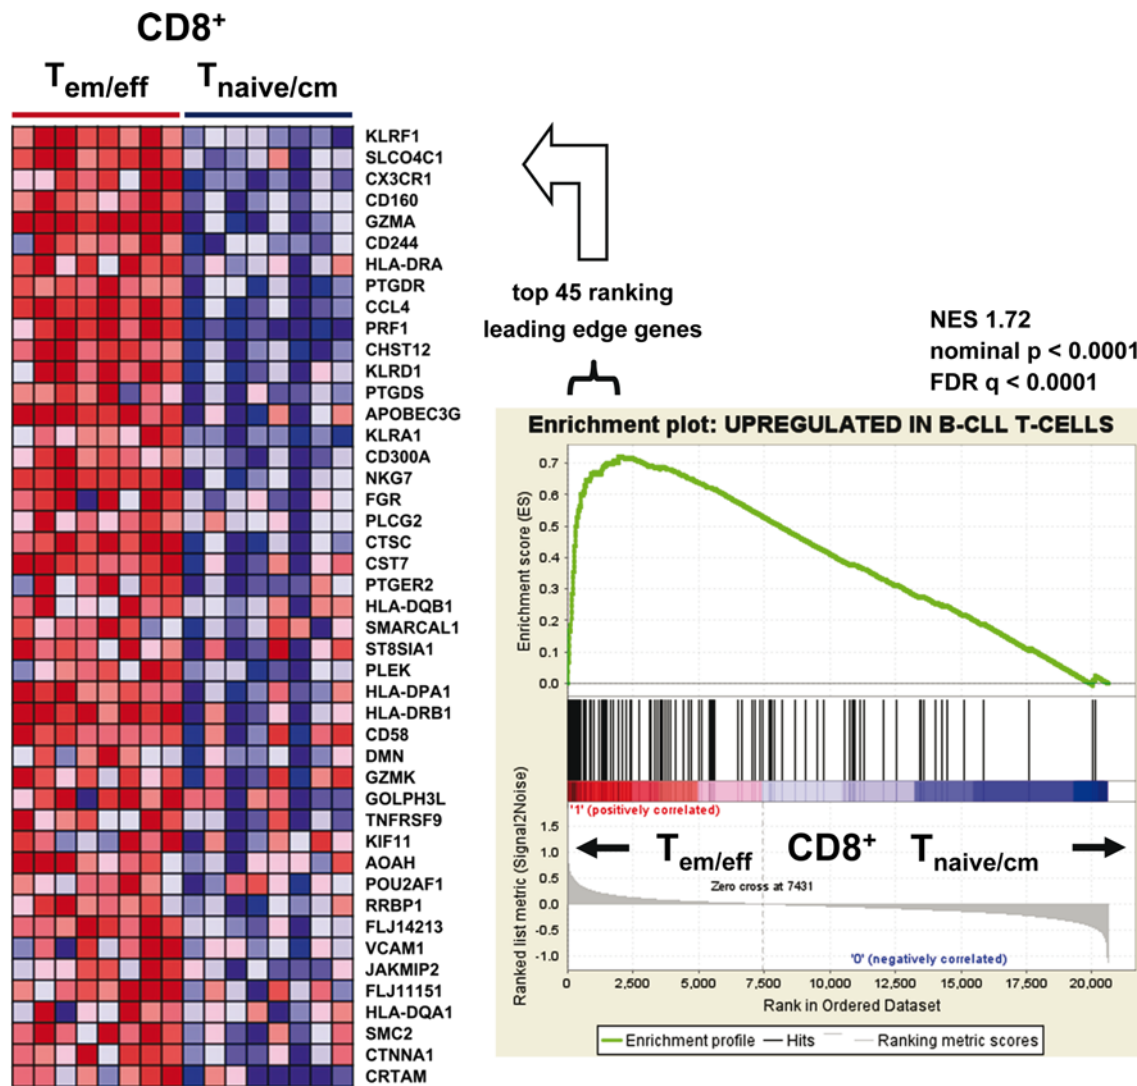 CD8+
Tem/eff Tnaive/cm
KLRF1
SLCO4C1
CX3CR1
CD160
GZMA
CD244
HLA-DRA
PTGDR
CCL4
PRF1
CHST12
KLRD1
PTGDS
APOBEC3G
KLRA1
CD300A
NKG7
FGR
PLCG2
CTSC
CST7
PTGER2
HLA-DQB1
SMARCAL1
ST8SIA1
PLEK
HLA-DPA1
HLA-DRB1
CD58
DMN
GZMK
GOLPH3L
TNFRSF9
KIF11
AOAH
POU2AF1
RRBP1
FLJ14213
VCAM1
JAKMIP2
FLJ11151
HLA-DQA1
SMC2
CTNNA1
CRTAM
top 45 ranking
leading edge genes
NES 1.72
nominal p < 0.0001
FDR q < 0.0001
Enrichment plot: UPREGULATED IN B-CLL T-CELLS
Enrichment score (ES)
0.7
0.6
0.5
0.4
0.3
0.2
0.1
0.0
'1' (positively correlated)
Ranked list metric (Signal2Noise)
1.5
1.0
0.5
0.0
-0.5
-1.0
Tem/eff CD8+ Tnaive/cm
Zero cross at 7431
'0' (negatively correlated)
0 2,500 5,000 7,500 10,000 12,500 15,000 17,500 20,000
Rank in Ordered Dataset
Enrichment profile Hits Ranking metric scores